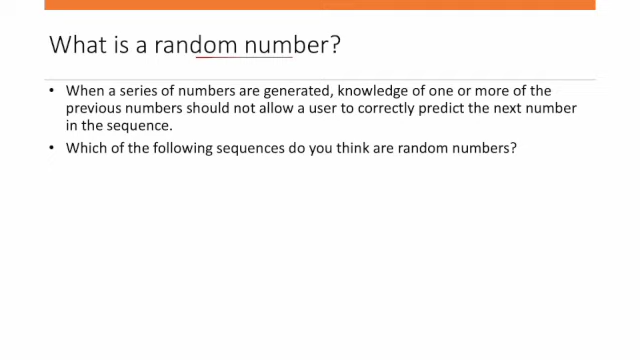 What is a random number?
• When a series of numbers are generated, knowledge of one or more of the
previous numbers should not allow a user to correctly predict the next number
in the sequence.
• Which of the following sequences do you think are random numbers?